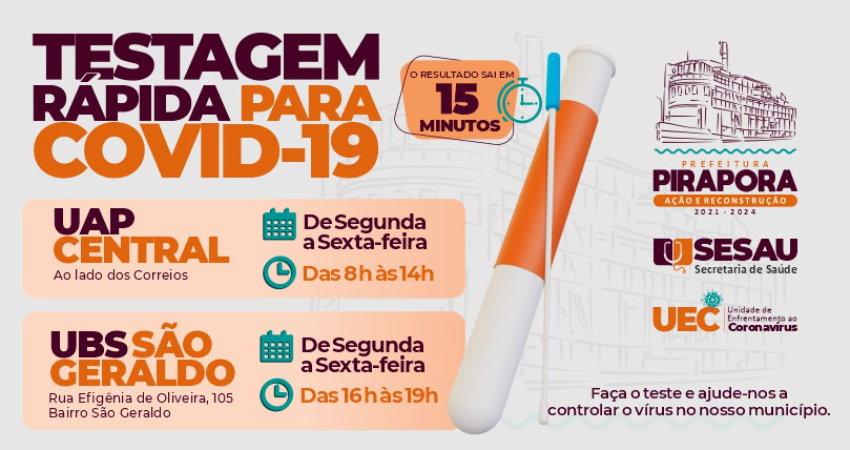 TESTAGEM
RÁPIDA PARA
COVID-19
O RESULTADO SAI EM
15
MINUTOS
UAP
CENTRAL
Ao lado dos Correios
De Segunda
a Sexta-feira
Das 8h às 14h
UBS SÃO
GERALDO
Rua Efigênia de Oliveira, 105
Bairro São Geraldo
De Segunda
a Sexta-feira
Das 16h às 19h
PREFEITURA
PIRAPORA
AÇÃO E RECONSTRUÇÃO
2021 - 2024
SESAU
Secretaria de Saúde
UEC
Unidade de
Enfrentamento ao
Coronavírus
Faça o teste e ajude-nos a
controlar o vírus no nosso município.